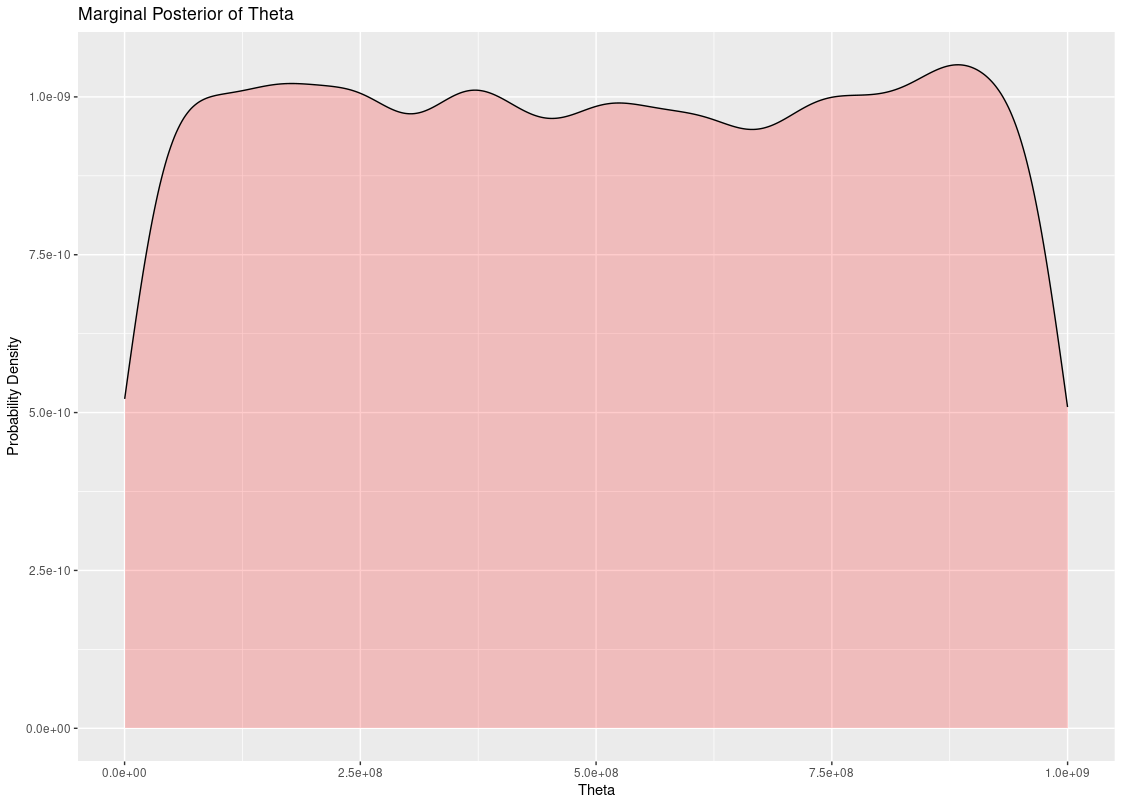 Marginal Posterior of Theta
Probability Density
1.0e-09
7.5e-10
5.0e-10
2.5e-10
0.0e+00
0.0e+00 2.5e+08 5.0e+08 7.5e+08 1.0e+09
Theta